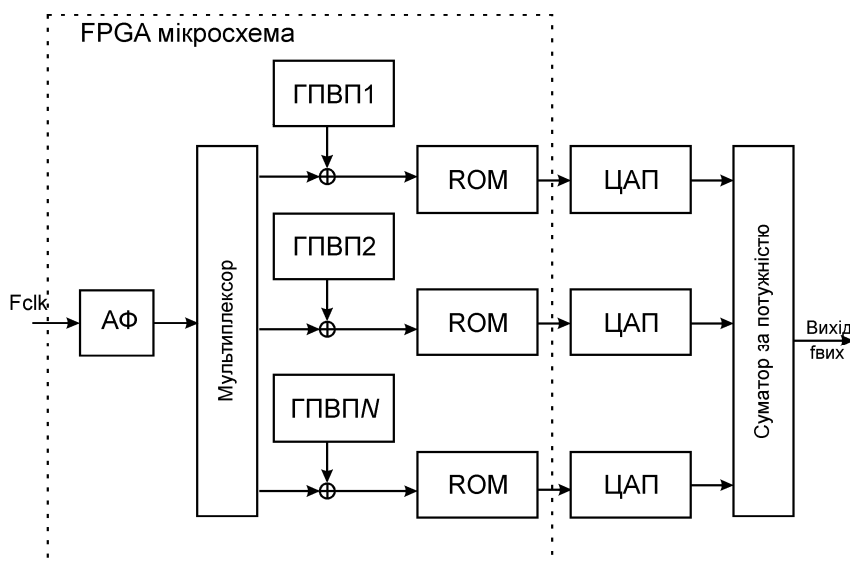 FPGA мікросхема
ГПВП1
ROM
ЦАП
ГПВП2
Fclk
АФ
Мультиплексор
ROM
ЦАП
Суматор за потужністю
Вихід
fвих
ГПВПN
ROM
ЦАП